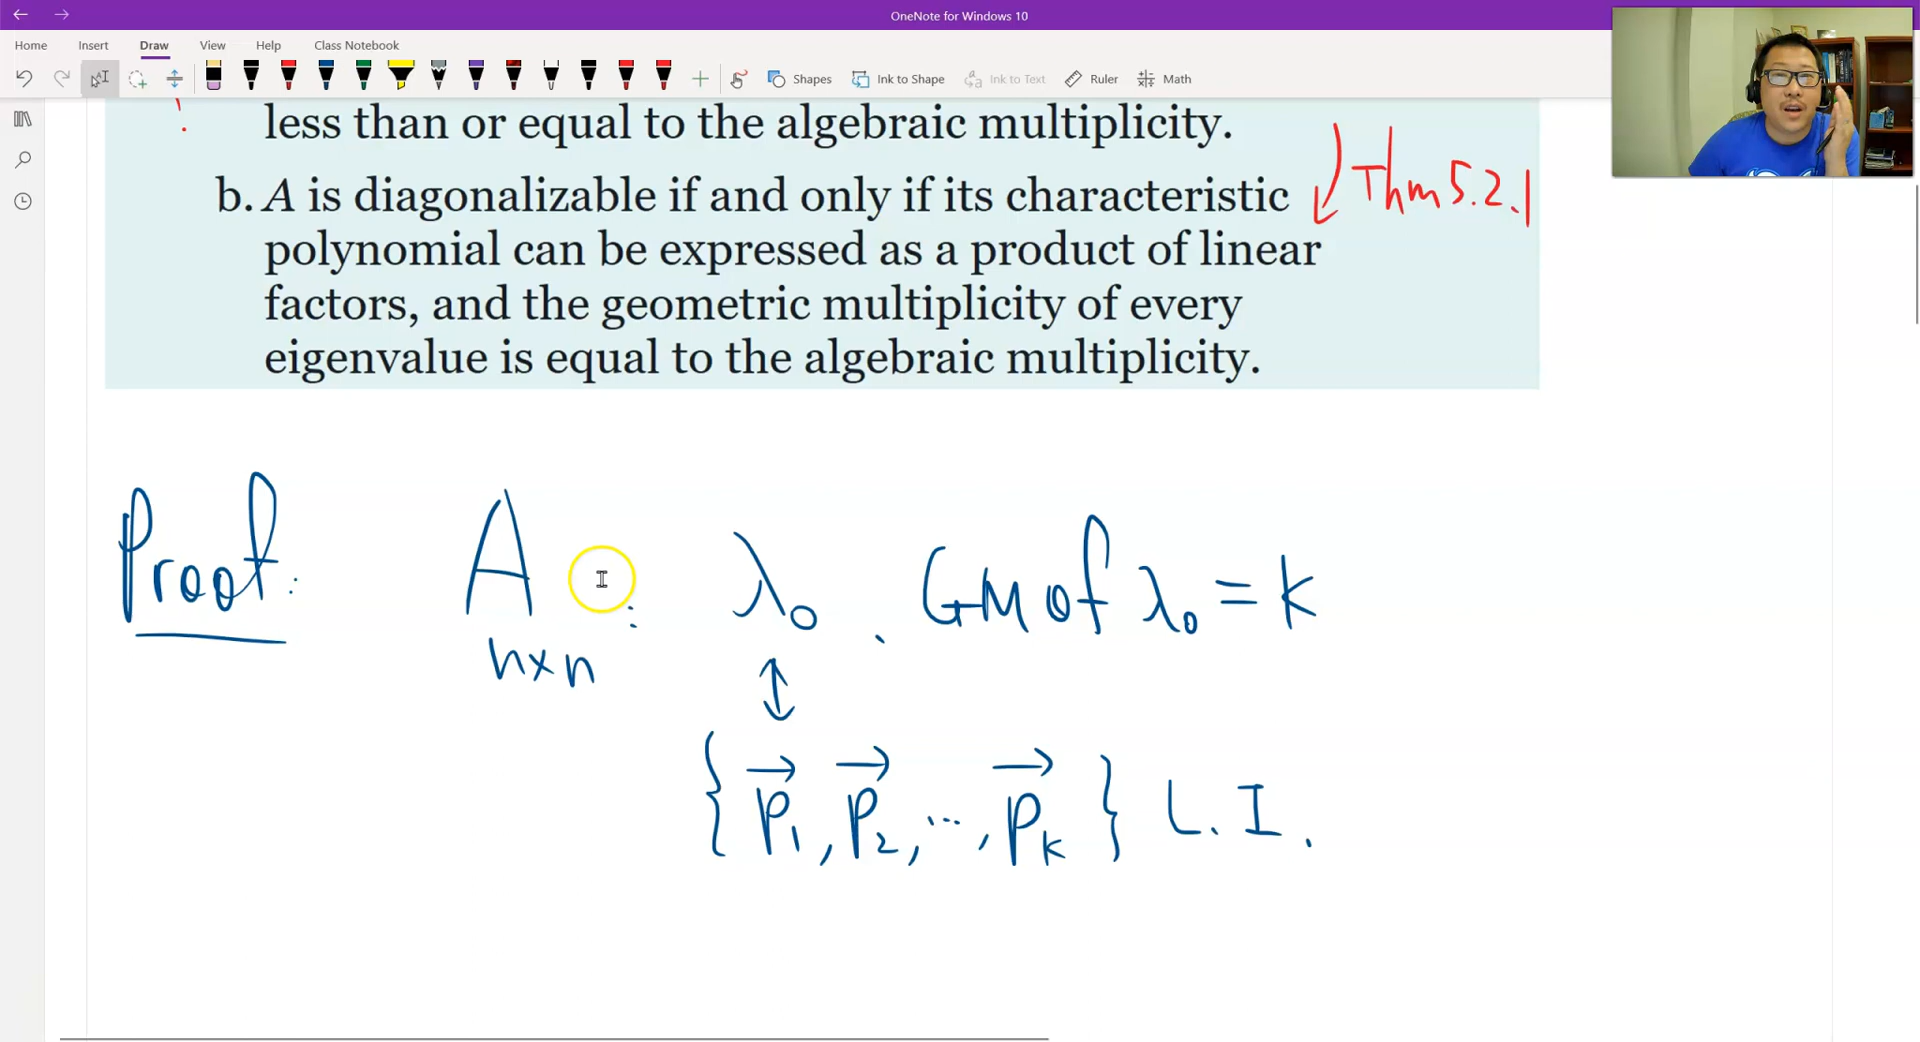 OneNote for Windows 10
Home Insert Draw View Help Class Notebook
Shapes Ink to Shape Ink to Text Ruler Math
less than or equal to the algebraic multiplicity.
b. A is diagonalizable if and only if its characteristic
polynomial can be expressed as a product of linear
factors, and the geometric multiplicity of every
eigenvalue is equal to the algebraic multiplicity.
Thm 5.2.1
Proof: A : λ₀ . GM of λ₀ = k
n×n
{ p⃗₁, p⃗₂, ..., p⃗ₖ } L.I.